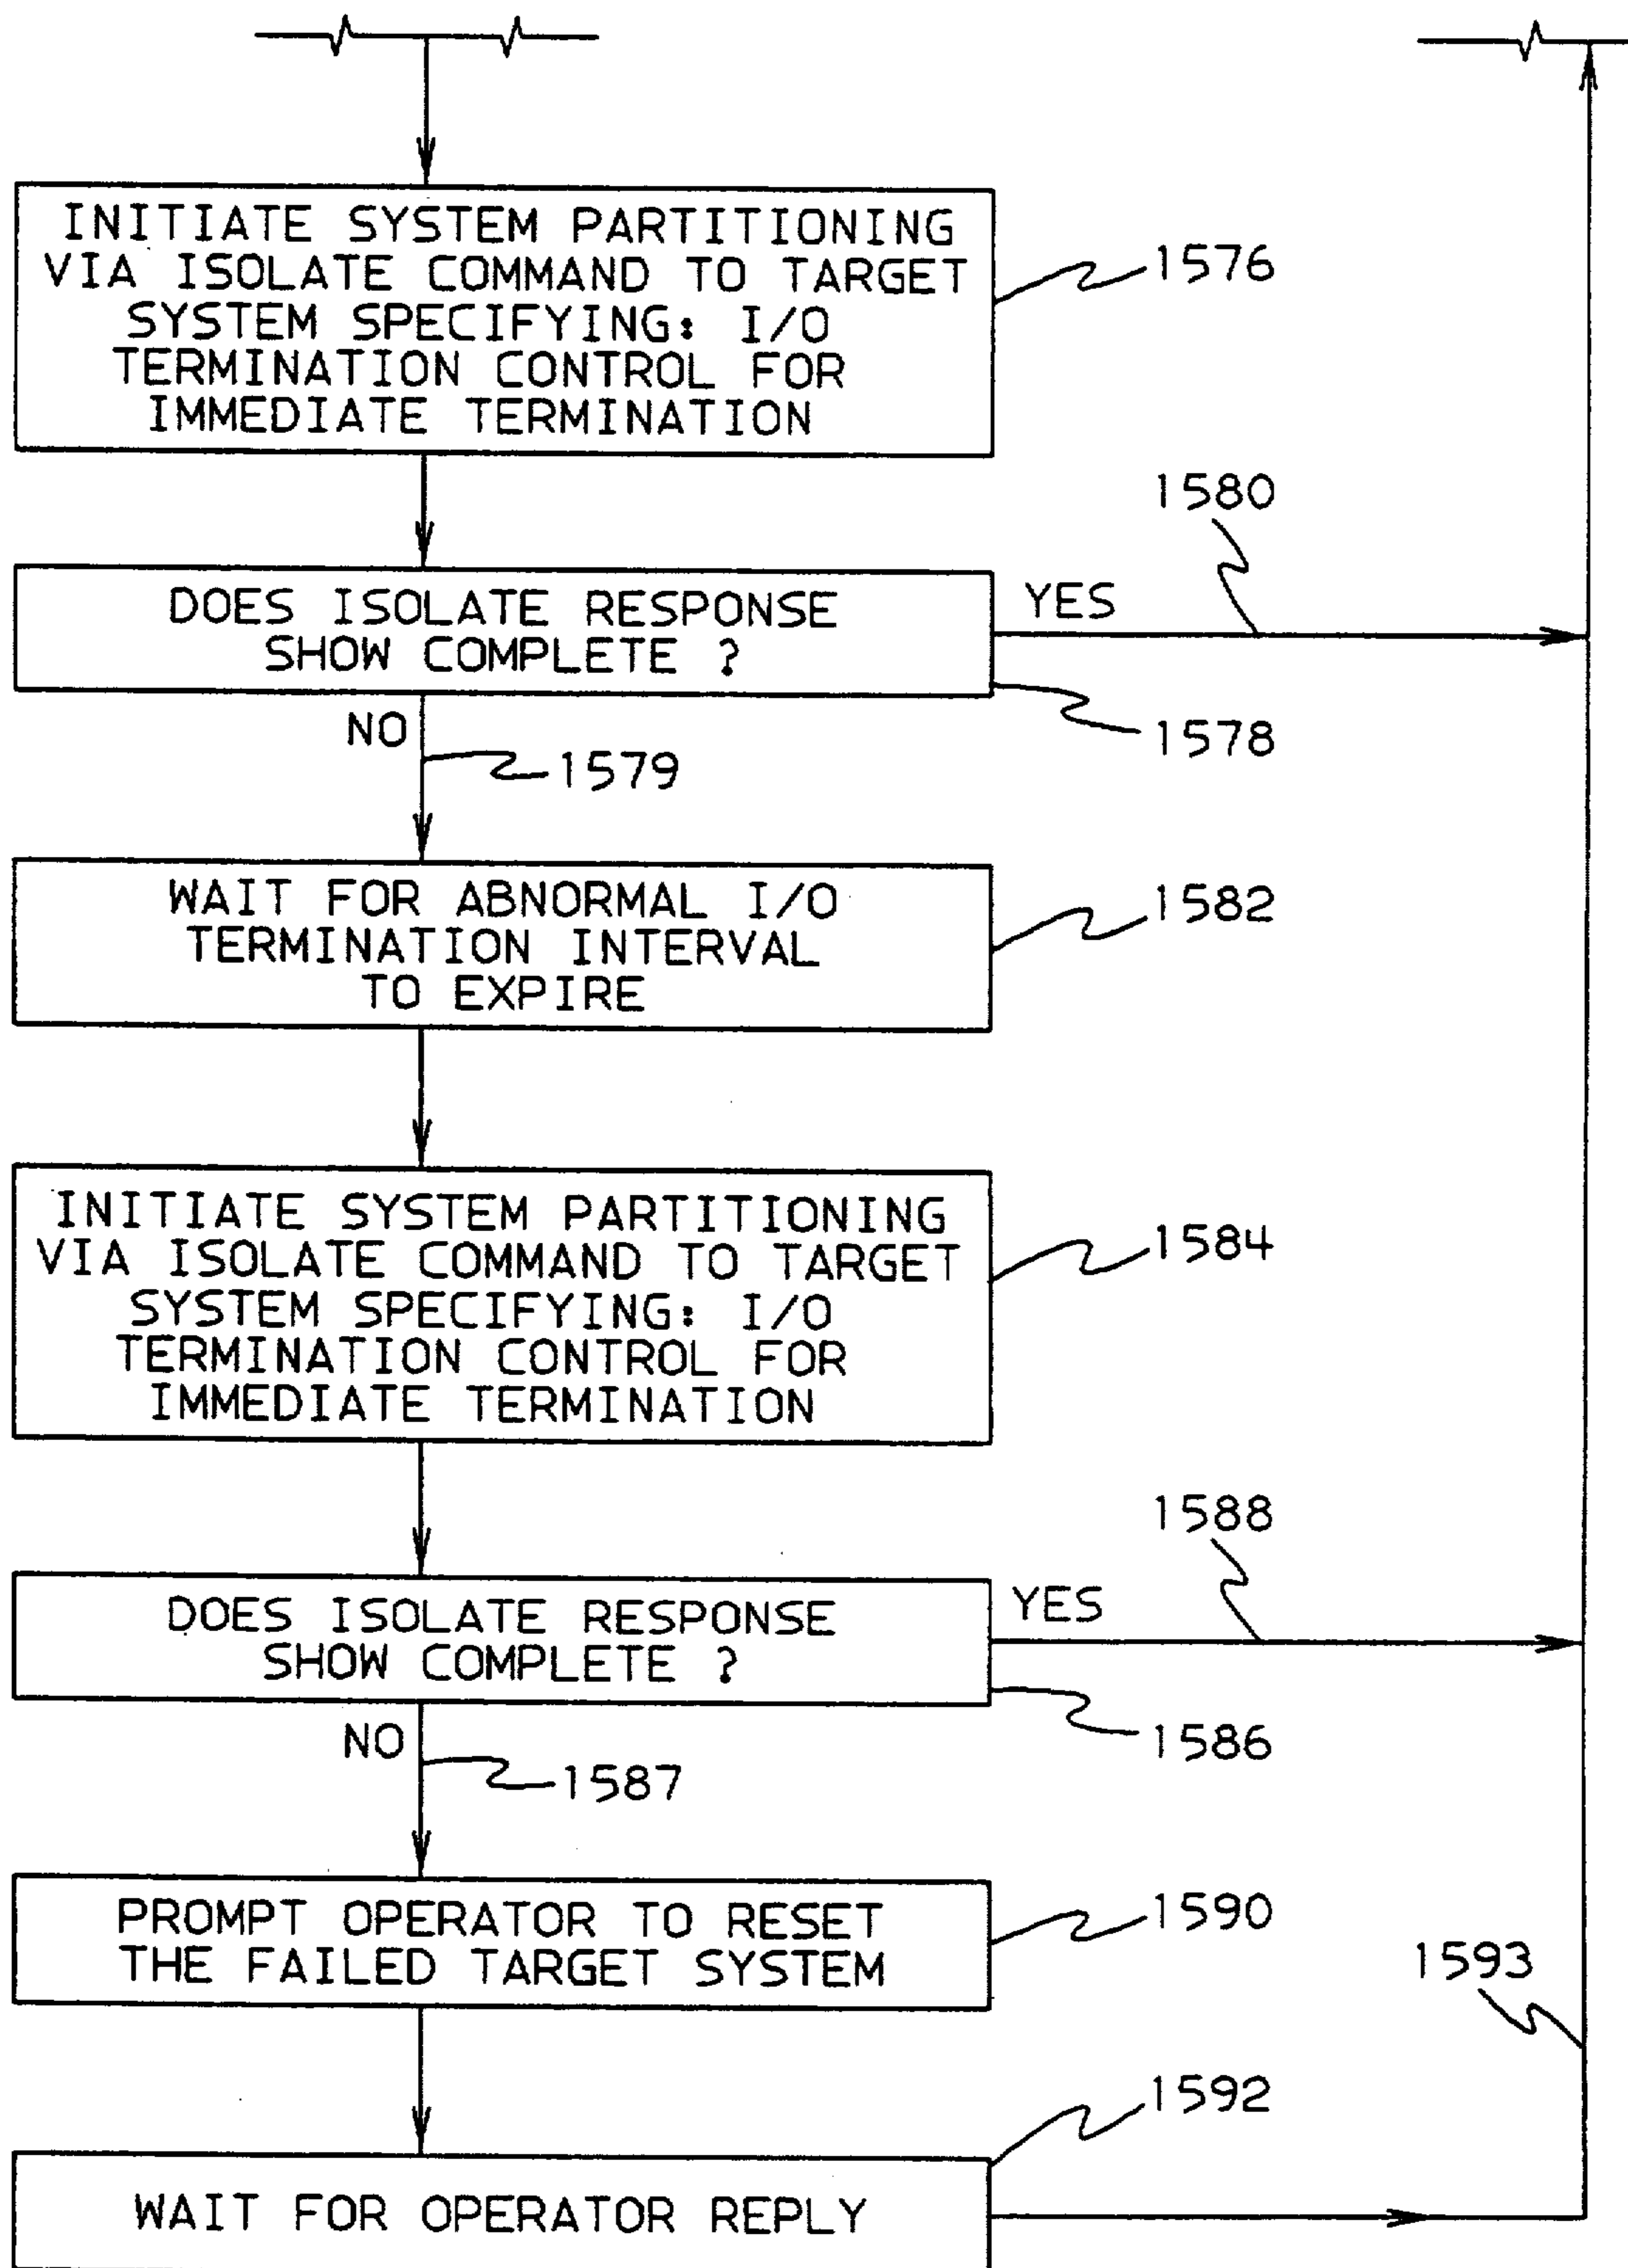 INITIATE SYSTEM PARTITIONING
VIA ISOLATE COMMAND TO TARGET
SYSTEM SPECIFYING: I/O
TERMINATION CONTROL FOR
IMMEDIATE TERMINATION
1576
1580
DOES ISOLATE RESPONSE
SHOW COMPLETE ?
YES
1578
NO
1579
WAIT FOR ABNORMAL I/O
TERMINATION INTERVAL
TO EXPIRE
1582
INITIATE SYSTEM PARTITIONING
VIA ISOLATE COMMAND TO TARGET
SYSTEM SPECIFYING: I/O
TERMINATION CONTROL FOR
IMMEDIATE TERMINATION
1584
1588
DOES ISOLATE RESPONSE
SHOW COMPLETE ?
YES
1586
NO
1587
PROMPT OPERATOR TO RESET
THE FAILED TARGET SYSTEM
1590
1593
1592
WAIT FOR OPERATOR REPLY